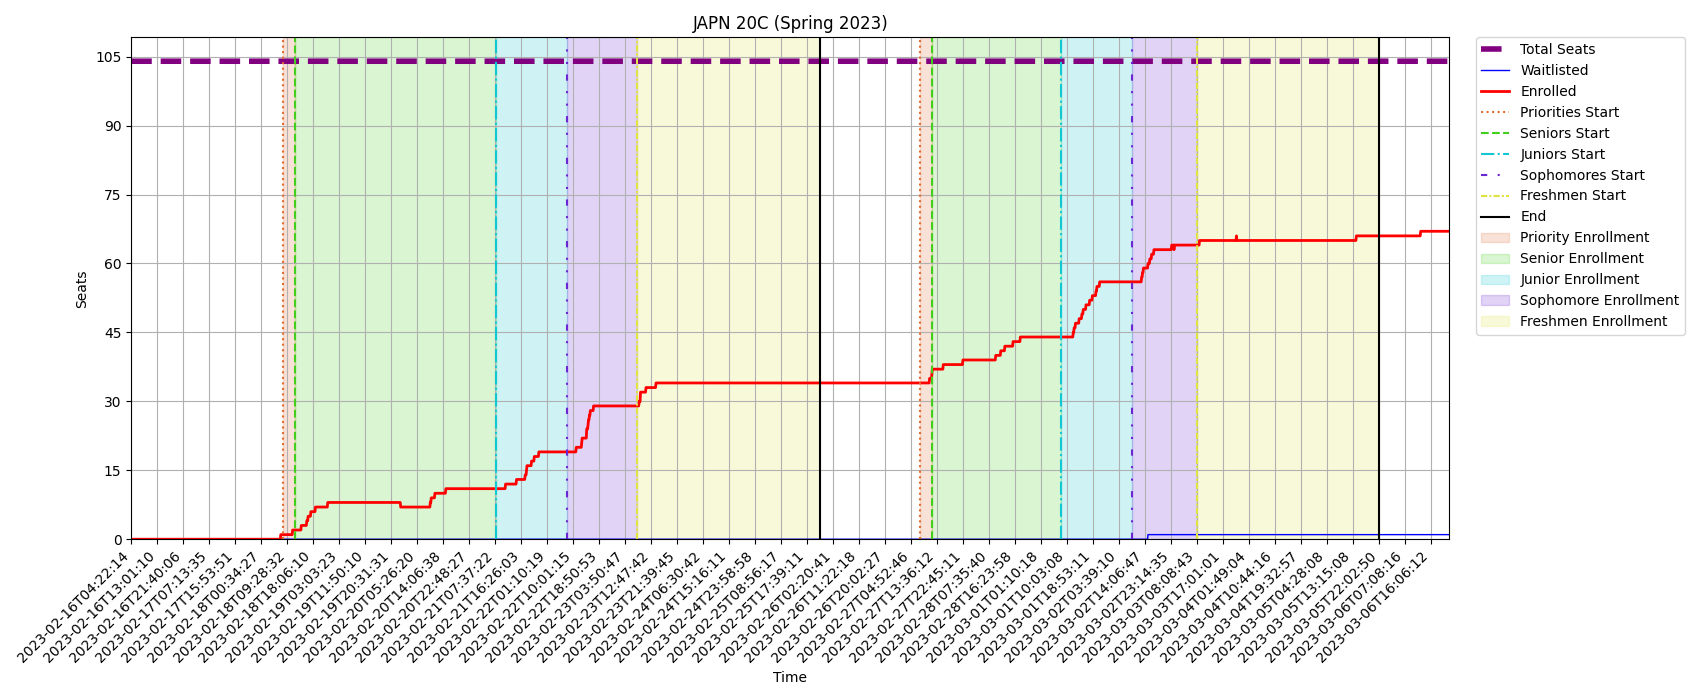 JAPN 20C (Spring 2023)
105
90
75
60
45
30
15
0
Seats
2023-02-16T04:22:14
2023-02-16T13:01:10
2023-02-16T21:40:06
2023-02-17T07:13:35
2023-02-17T15:53:51
2023-02-18T00:34:27
2023-02-18T09:28:32
2023-02-18T18:06:10
2023-02-19T03:03:23
2023-02-19T11:50:10
2023-02-19T20:31:31
2023-02-20T05:26:20
2023-02-20T14:06:38
2023-02-20T22:48:27
2023-02-21T07:37:22
2023-02-21T16:26:03
2023-02-22T01:10:19
2023-02-22T10:01:15
2023-02-22T18:50:53
2023-02-23T03:50:47
2023-02-23T12:47:42
2023-02-23T21:39:45
2023-02-24T06:30:42
2023-02-24T15:16:11
2023-02-24T23:58:58
2023-02-25T08:56:17
2023-02-25T17:39:11
2023-02-26T02:20:41
2023-02-26T11:22:18
2023-02-26T20:02:27
2023-02-27T04:52:46
2023-02-27T13:36:12
2023-02-27T22:45:11
2023-02-28T07:35:40
2023-02-28T16:23:58
2023-03-01T01:10:18
2023-03-01T10:03:08
2023-03-01T18:53:11
2023-03-02T03:39:16
2023-03-02T14:06:47
2023-03-02T23:14:35
2023-03-03T08:08:43
2023-03-03T17:01:01
2023-03-04T01:49:04
2023-03-04T10:44:16
2023-03-04T19:32:57
2023-03-05T04:28:08
2023-03-05T13:15:08
2023-03-05T22:02:50
2023-03-06T07:08:16
2023-03-06T16:06:12
Time
Total Seats
Waitlisted
Enrolled
Priorities Start
Seniors Start
Juniors Start
Sophomores Start
Freshmen Start
End
Priority Enrollment
Senior Enrollment
Junior Enrollment
Sophomore Enrollment
Freshmen Enrollment